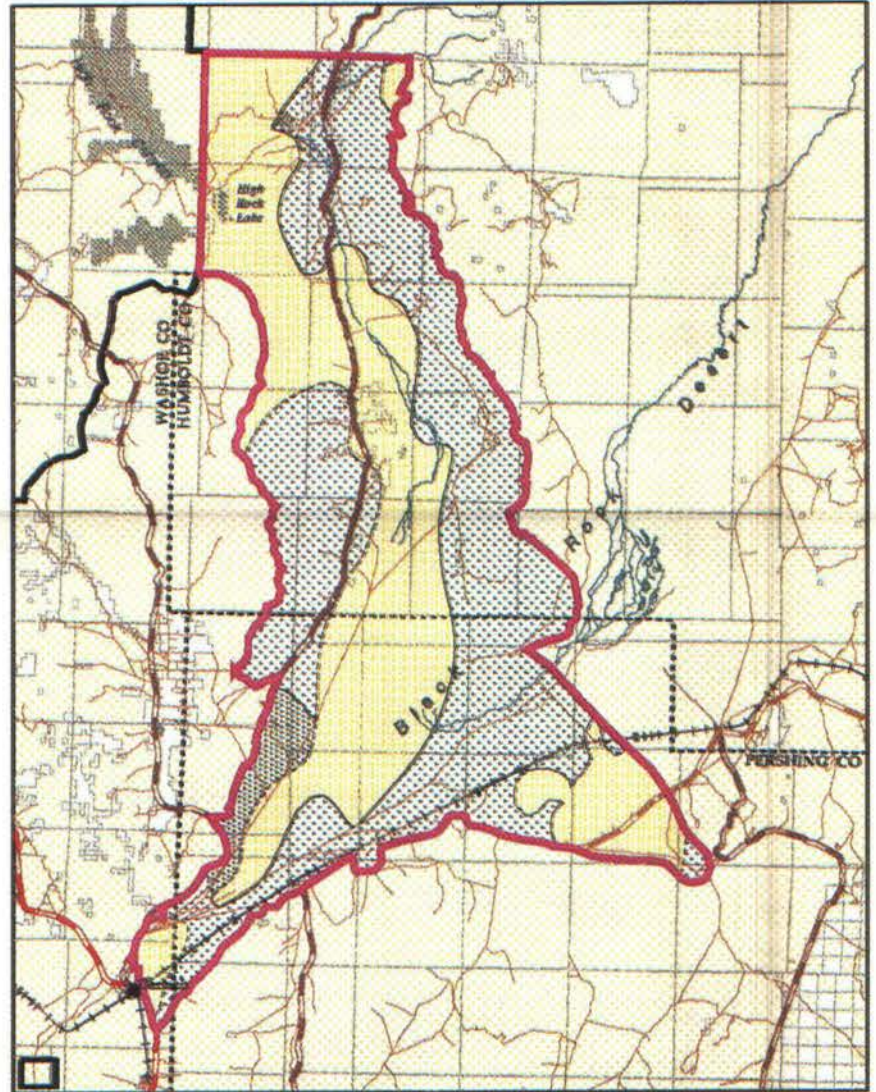 High
Rock
Lake
WASHOE CO
HUMBOLDT CO
Black
Rock
Desert
PERSHING CO